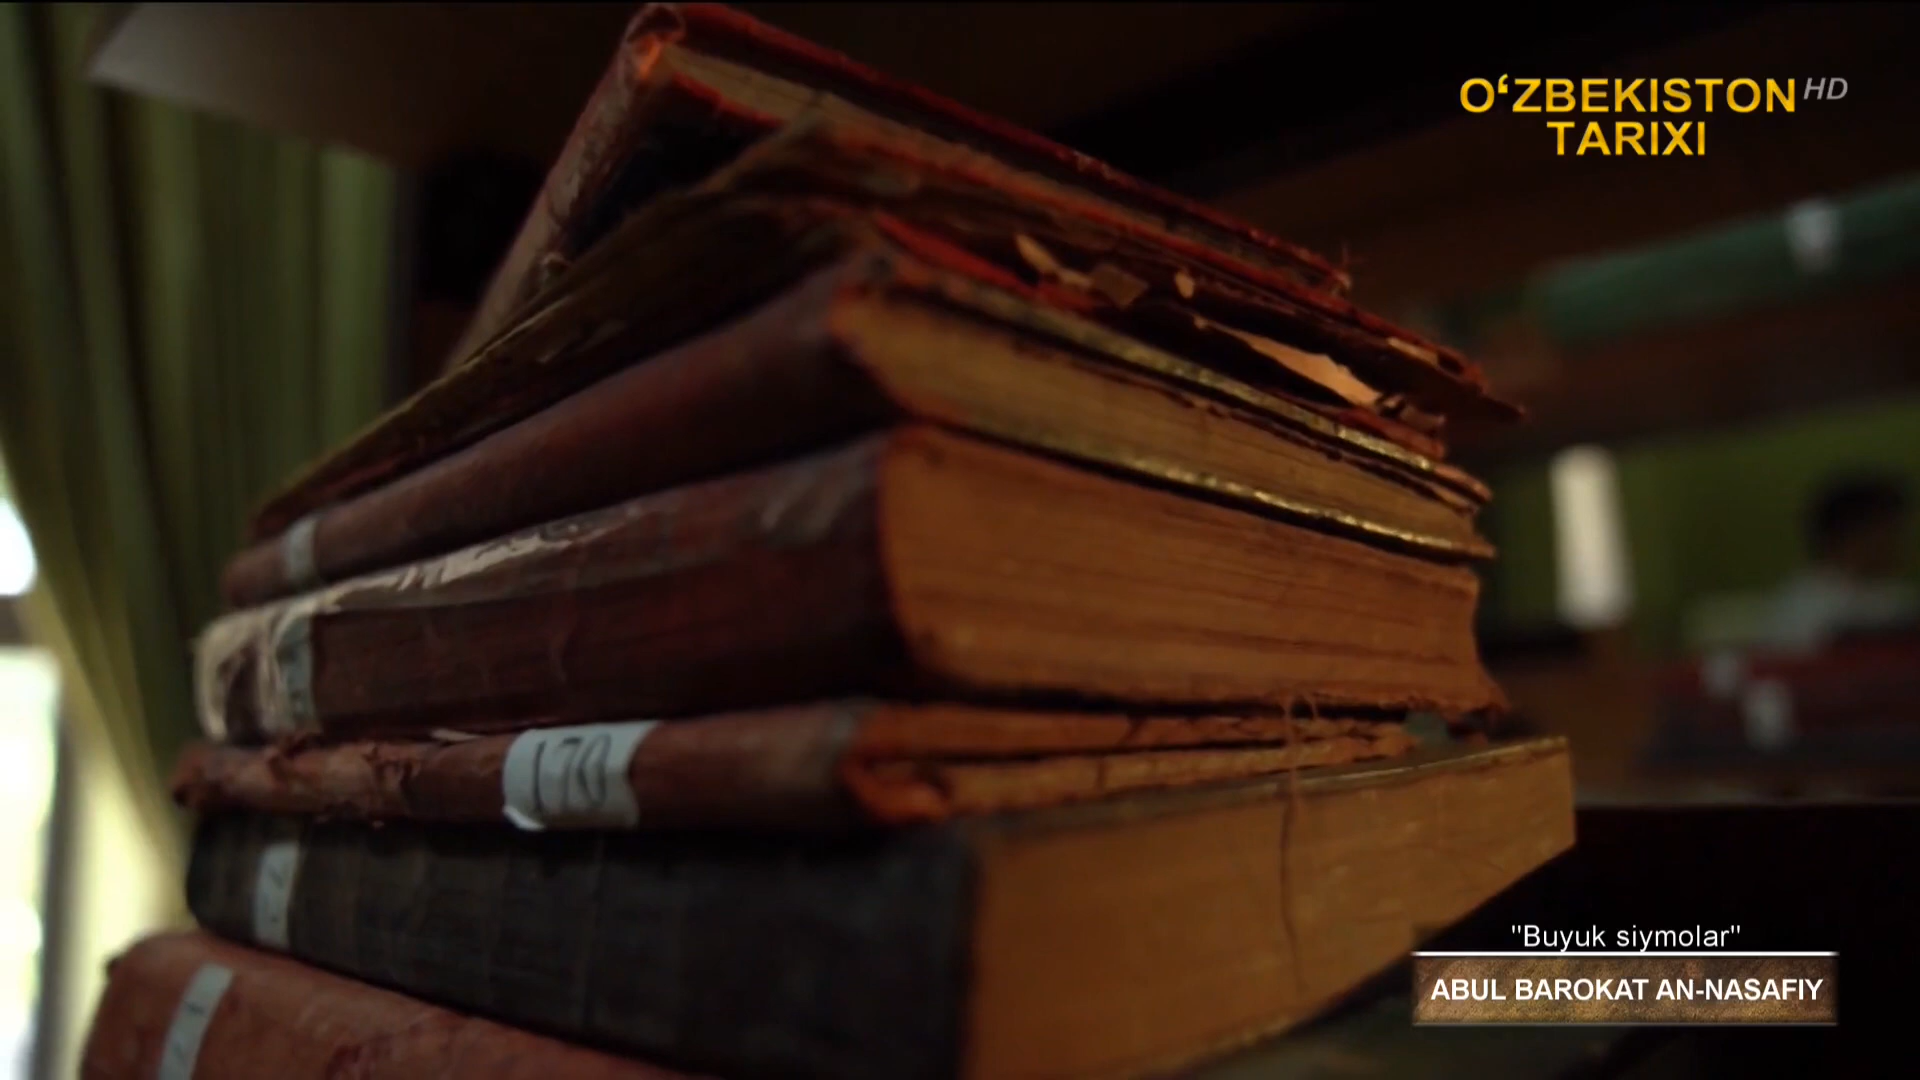 O‘ZBEKISTON HD
TARIXI
170
"Buyuk siymolar"
ABUL BAROKAT AN-NASAFIY